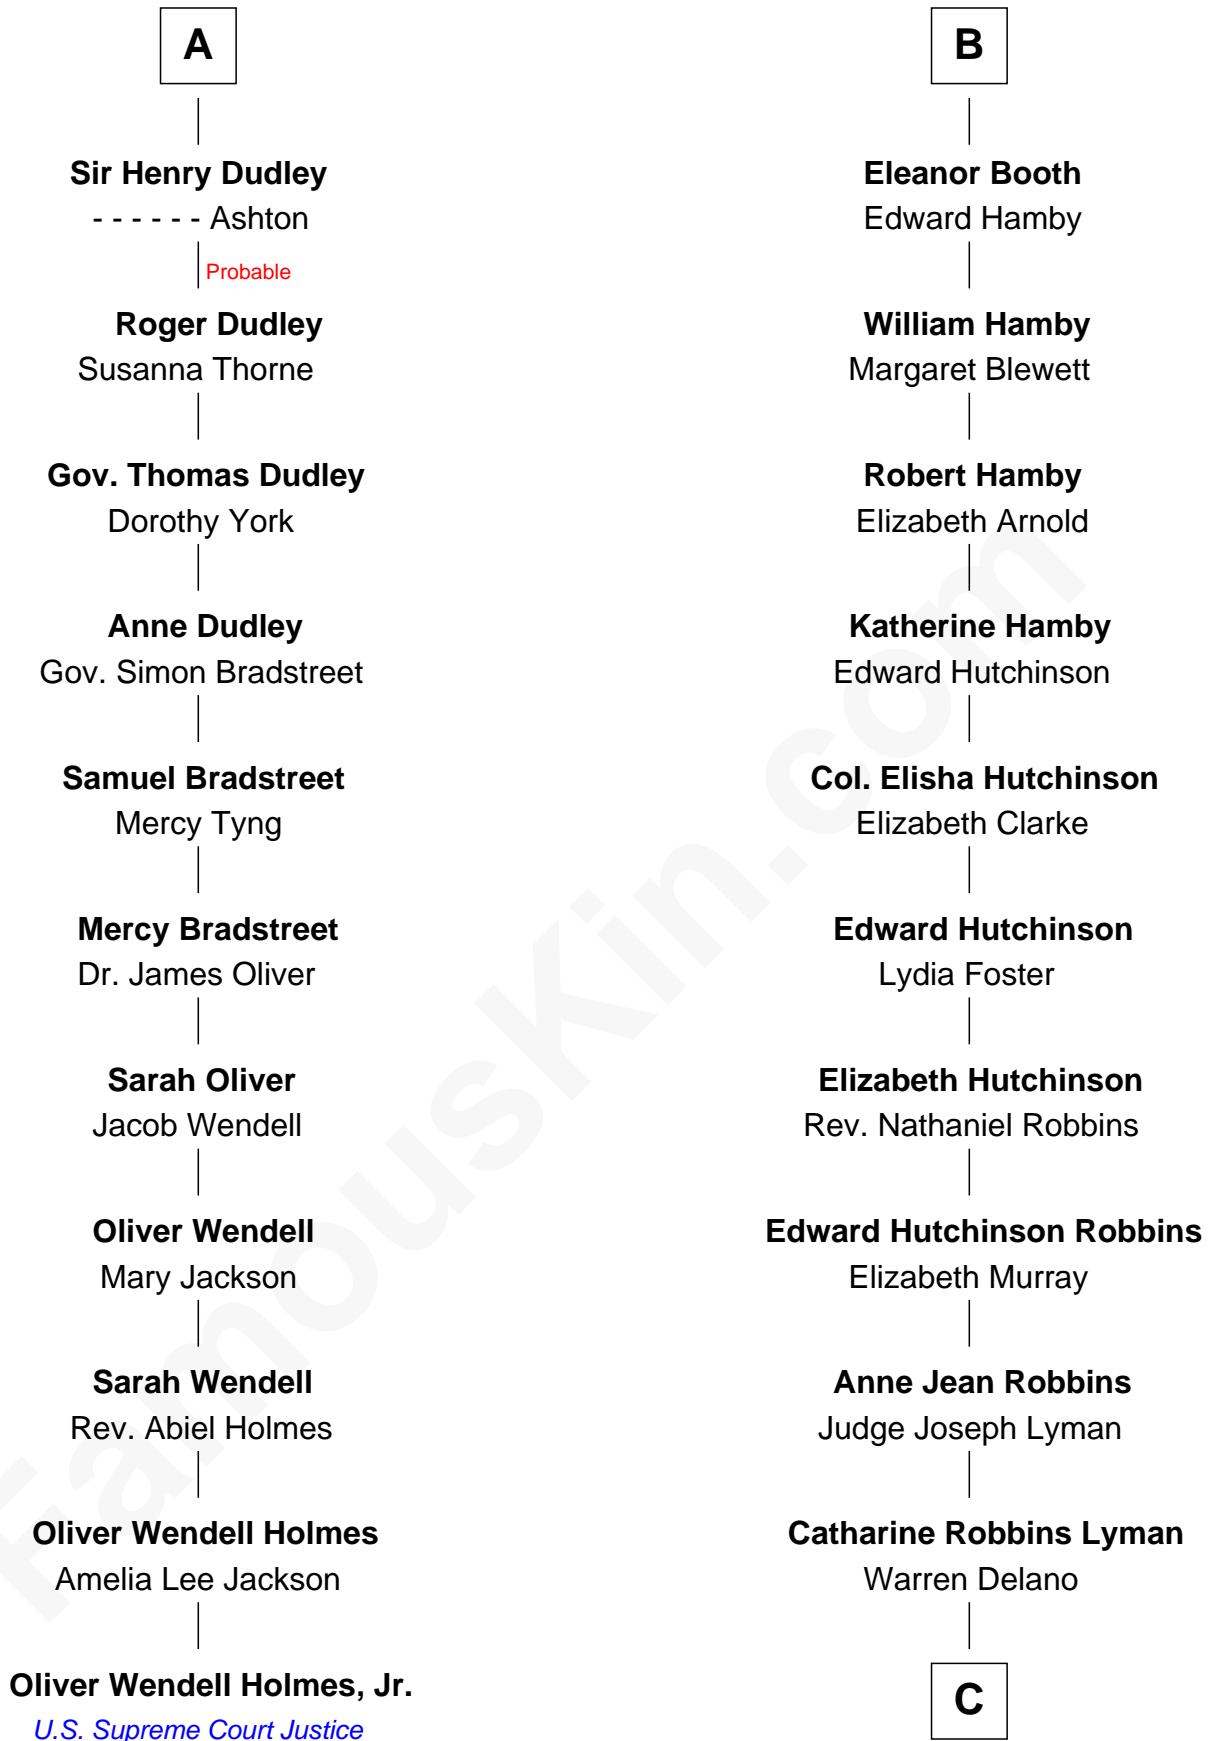 A
Sir Henry Dudley
- - - - - - Ashton
Probable
Roger Dudley
Susanna Thorne
Gov. Thomas Dudley
Dorothy York
Anne Dudley
Gov. Simon Bradstreet
Samuel Bradstreet
Mercy Tyng
Mercy Bradstreet
Dr. James Oliver
Sarah Oliver
Jacob Wendell
Oliver Wendell
Mary Jackson
Sarah Wendell
Rev. Abiel Holmes
Oliver Wendell Holmes
Amelia Lee Jackson
Oliver Wendell Holmes, Jr.
U.S. Supreme Court Justice
B
Eleanor Booth
Edward Hamby
William Hamby
Margaret Blewett
Robert Hamby
Elizabeth Arnold
Katherine Hamby
Edward Hutchinson
Col. Elisha Hutchinson
Elizabeth Clarke
Edward Hutchinson
Lydia Foster
Elizabeth Hutchinson
Rev. Nathaniel Robbins
Edward Hutchinson Robbins
Elizabeth Murray
Anne Jean Robbins
Judge Joseph Lyman
Catharine Robbins Lyman
Warren Delano
C
FamousKin.com